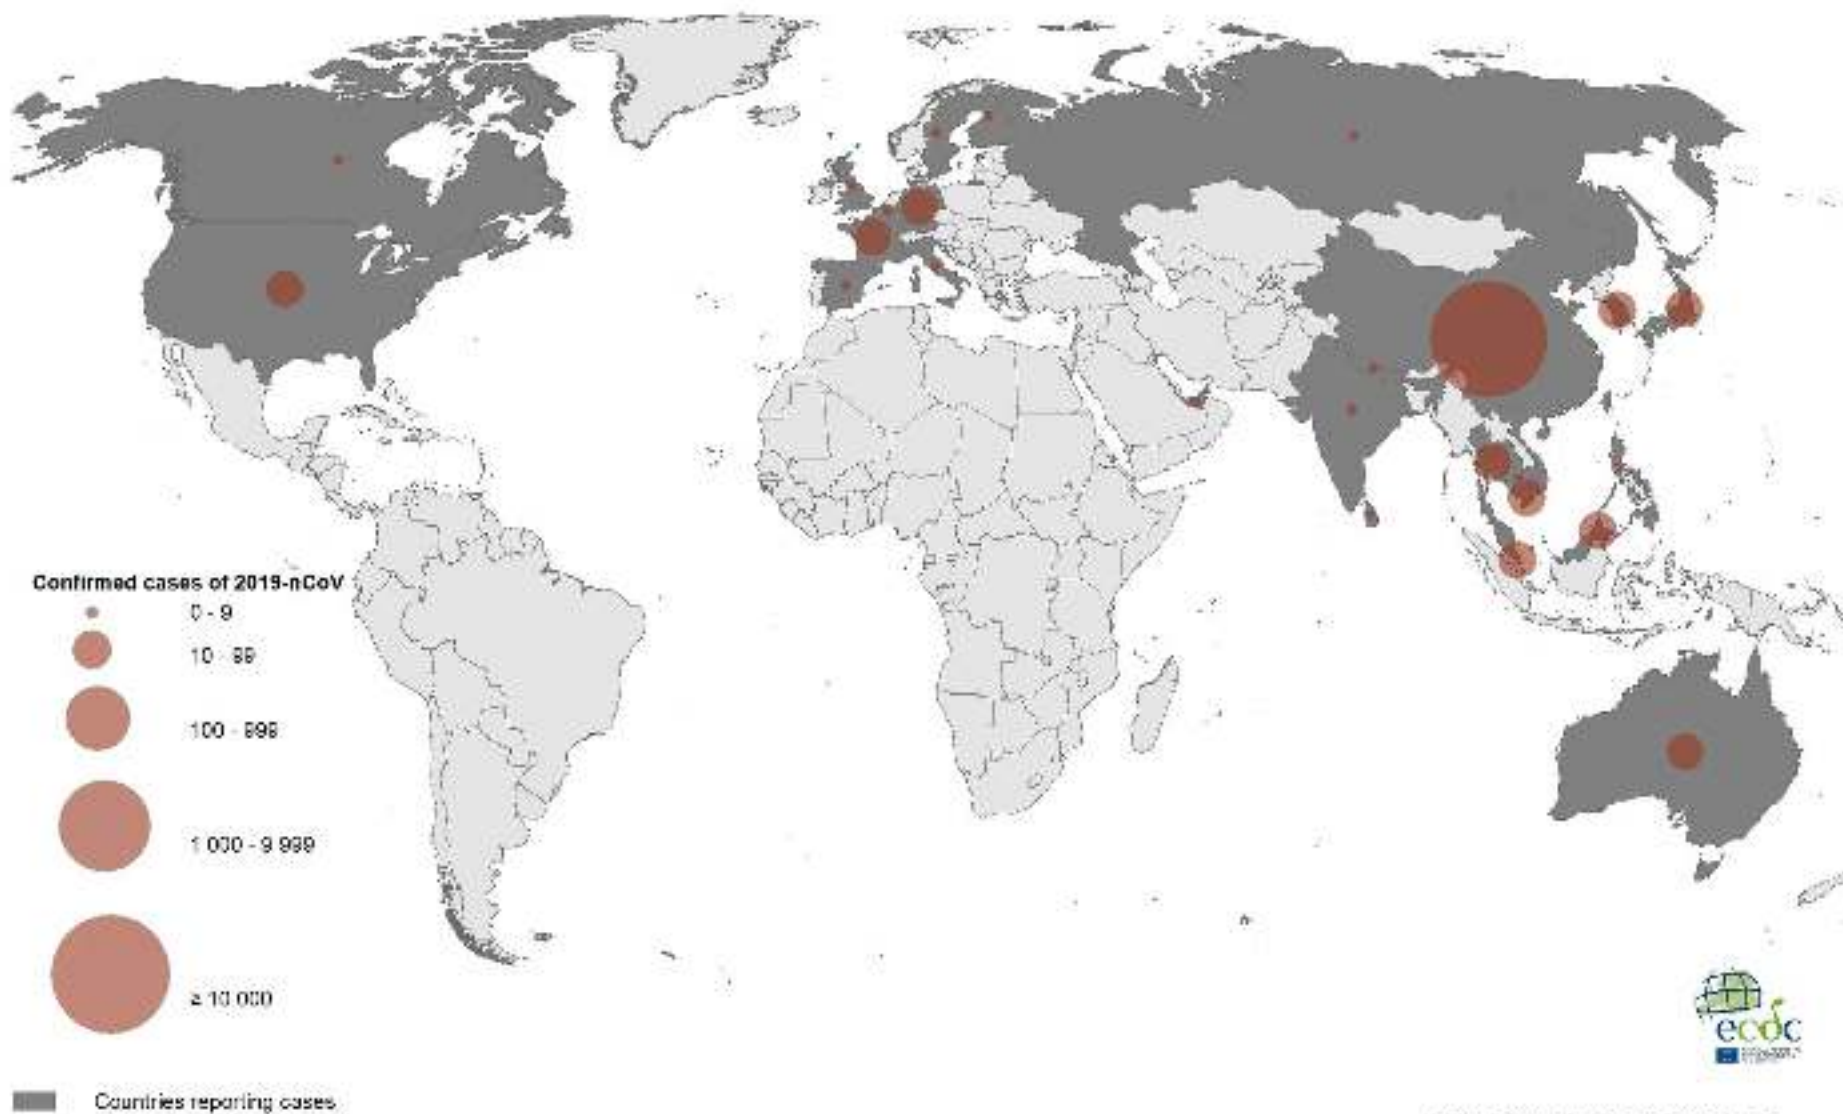 Confirmed cases of 2019-nCoV
0 - 9
10 - 99
100 - 999
1 000 - 9 999
≥ 10 000
ecdc
Countries reporting cases